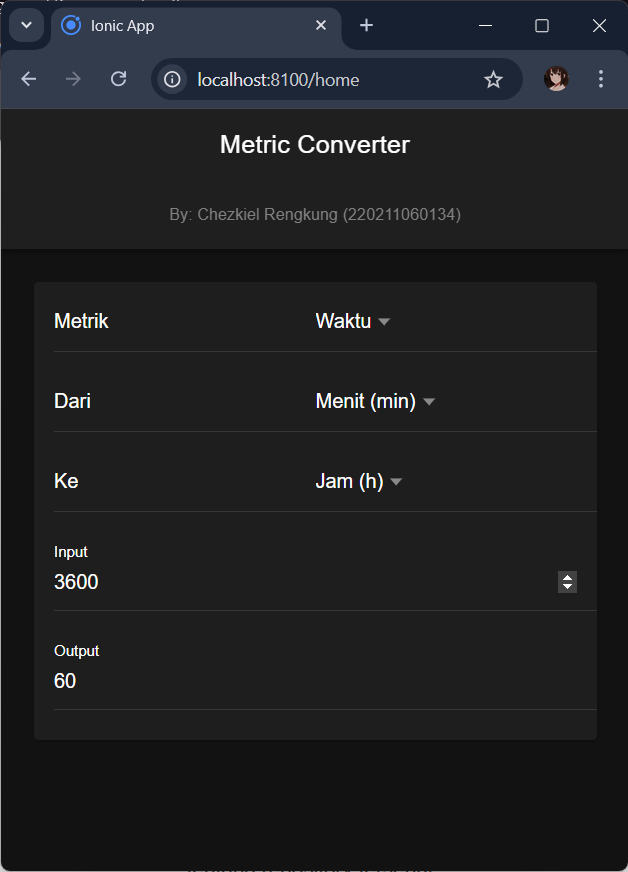 Ionic App
localhost:8100/home
Metric Converter
By: Chezkiel Rengkung (220211060134)
Metrik Waktu
Dari Menit (min)
Ke Jam (h)
Input
3600
Output
60